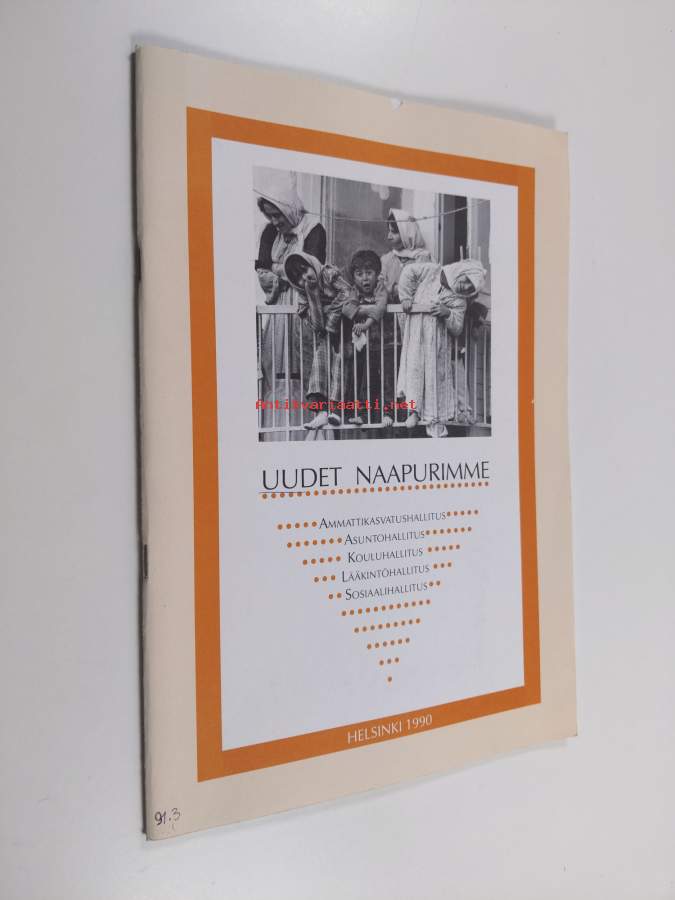 Antikvariaatti.net
UUDET NAAPURIMME
AMMATTIKASVATUSHALLITUS
ASUNTOHALLITUS
KOULUHALLITUS
LÄÄKINTÖHALLITUS
SOSIAALIHALLITUS
HELSINKI 1990
91.3